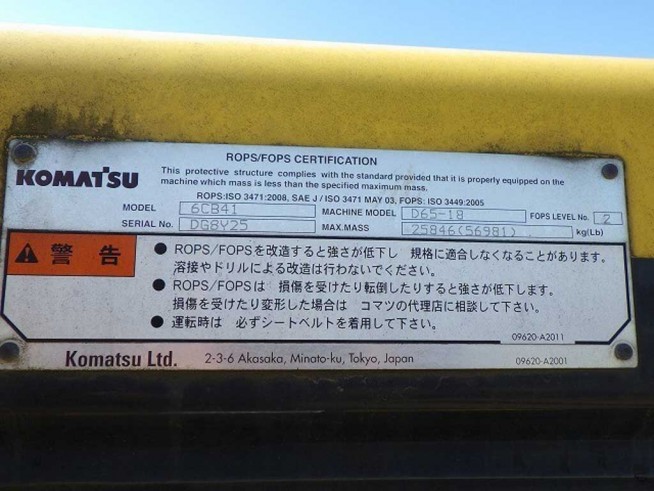 ROPS/FOPS CERTIFICATION
KOMATSU
This protective structure complies with the standard provided that it is properly equipped on the
machine which mass is less than the specified maximum mass.
ROPS:ISO 3471:2008, SAE J / ISO 3471 MAY 03, FOPS: ISO 3449:2005
MODEL 6CB41 MACHINE MODEL D65-18 FOPS LEVEL No. 2
SERIAL No. DG8Y25 MAX.MASS 25846(56981) kg(Lb)
警告
● ROPS/FOPSを改造すると強さが低下し 規格に適合しなくなることがあります。
溶接やドリルによる改造は行わないでください。
● ROPS/FOPSは 損傷を受けたり転倒したりすると強さが低下します。
損傷を受けたり変形した場合は コマツの代理店に相談して下さい。
● 運転時は 必ずシートベルトを着用して下さい。
09620-A2011
Komatsu Ltd. 2-3-6 Akasaka, Minato-ku, Tokyo, Japan 09620-A2001